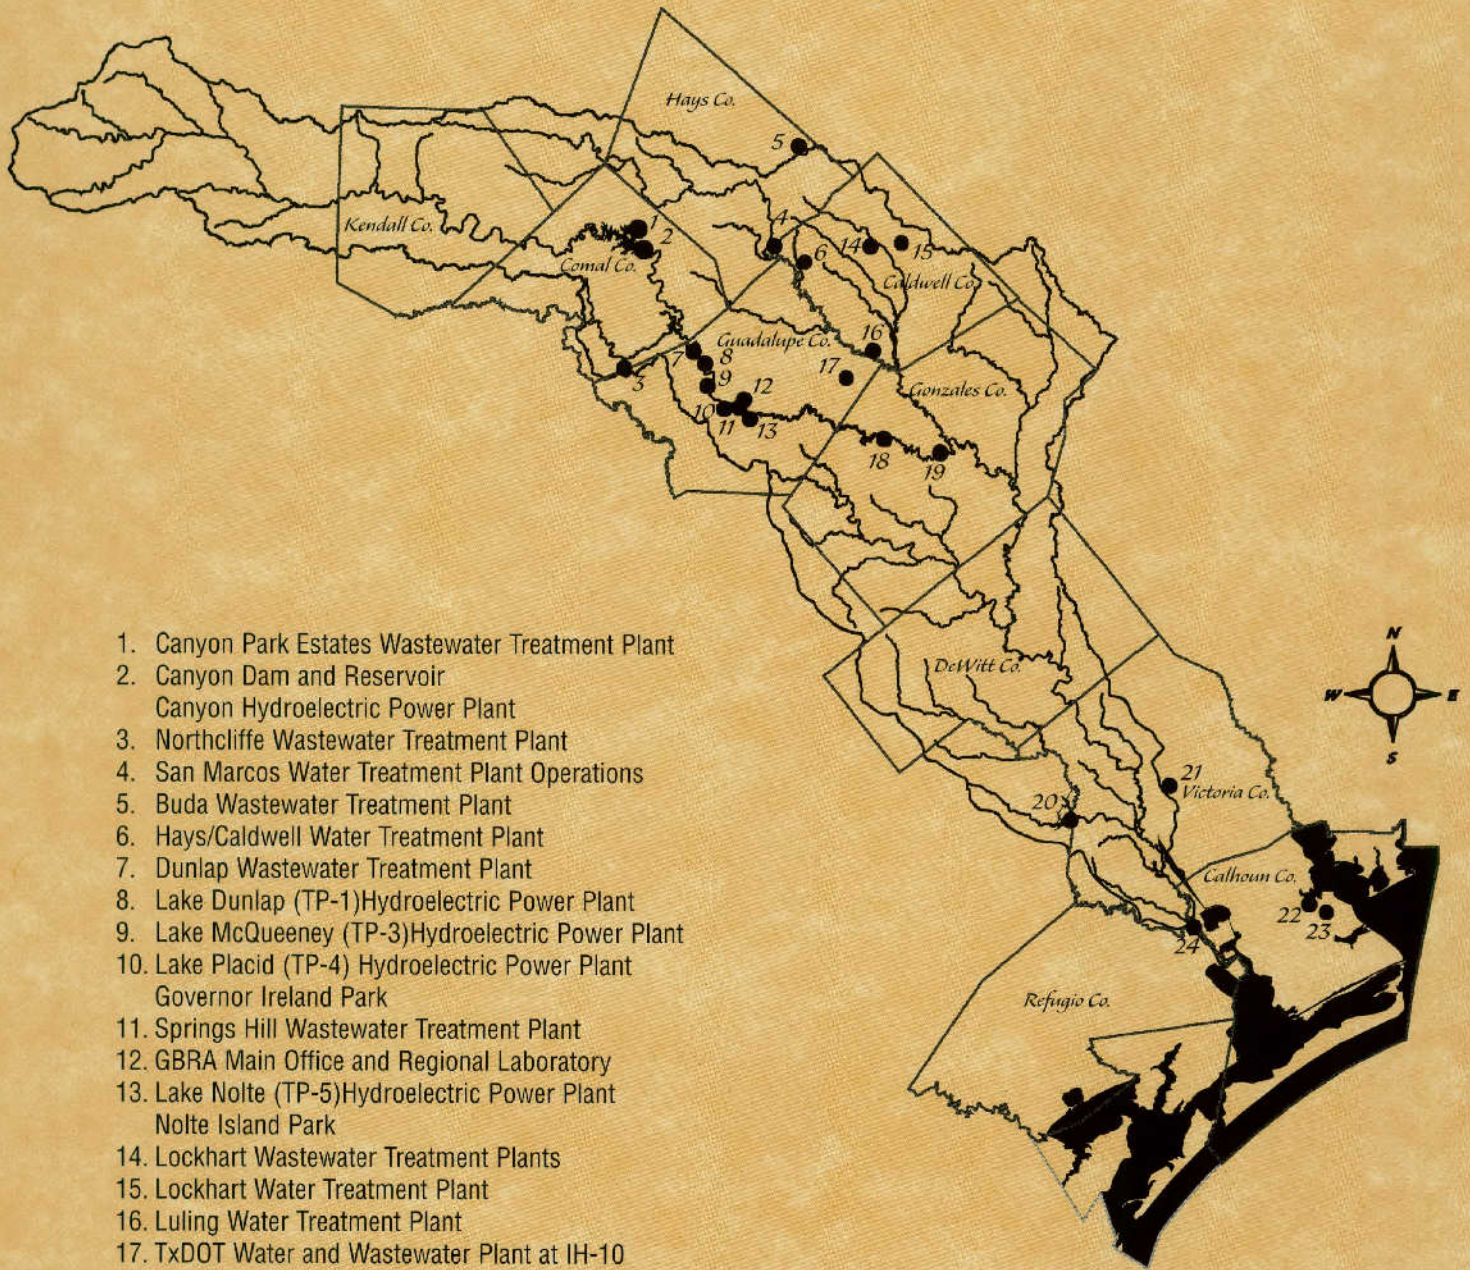 Hays Co.
5
Kendall Co.
1
2
Comal Co.
4
6
14
15
Caldwell Co.
3
7
8
Guadalupe Co.
16
17
9
10
11
12
13
Gonzales Co.
18
19
DeWitt Co.
20
21
Victoria Co.
Calhoun Co.
22
23
24
Refugio Co.
N
W
E
S
1. Canyon Park Estates Wastewater Treatment Plant
2. Canyon Dam and Reservoir
Canyon Hydroelectric Power Plant
3. Northcliffe Wastewater Treatment Plant
4. San Marcos Water Treatment Plant Operations
5. Buda Wastewater Treatment Plant
6. Hays/Caldwell Water Treatment Plant
7. Dunlap Wastewater Treatment Plant
8. Lake Dunlap (TP-1)Hydroelectric Power Plant
9. Lake McQueeney (TP-3)Hydroelectric Power Plant
10. Lake Placid (TP-4) Hydroelectric Power Plant
Governor Ireland Park
11. Springs Hill Wastewater Treatment Plant
12. GBRA Main Office and Regional Laboratory
13. Lake Nolte (TP-5)Hydroelectric Power Plant
Nolte Island Park
14. Lockhart Wastewater Treatment Plants
15. Lockhart Water Treatment Plant
16. Luling Water Treatment Plant
17. TxDOT Water and Wastewater Plant at IH-10